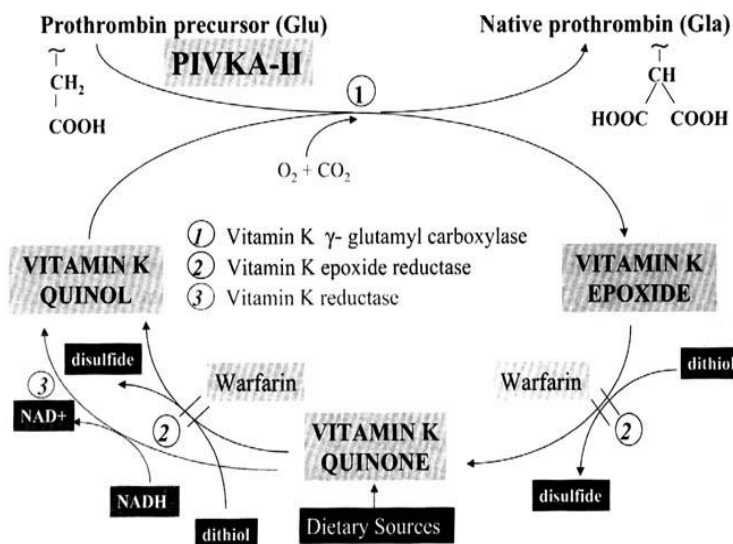 Prothrombin precursor (Glu)
Native prothrombin (Gla)
PIVKA-II
~
CH2
COOH
1
~
CH
HOOC COOH
O2 + CO2
1 Vitamin K γ- glutamyl carboxylase
2 Vitamin K epoxide reductase
3 Vitamin K reductase
VITAMIN K
QUINOL
VITAMIN K
EPOXIDE
disulfide
Warfarin
Warfarin
dithiol
3
NAD+
2
2
VITAMIN K
QUINONE
NADH
dithiol
Dietary Sources
disulfide